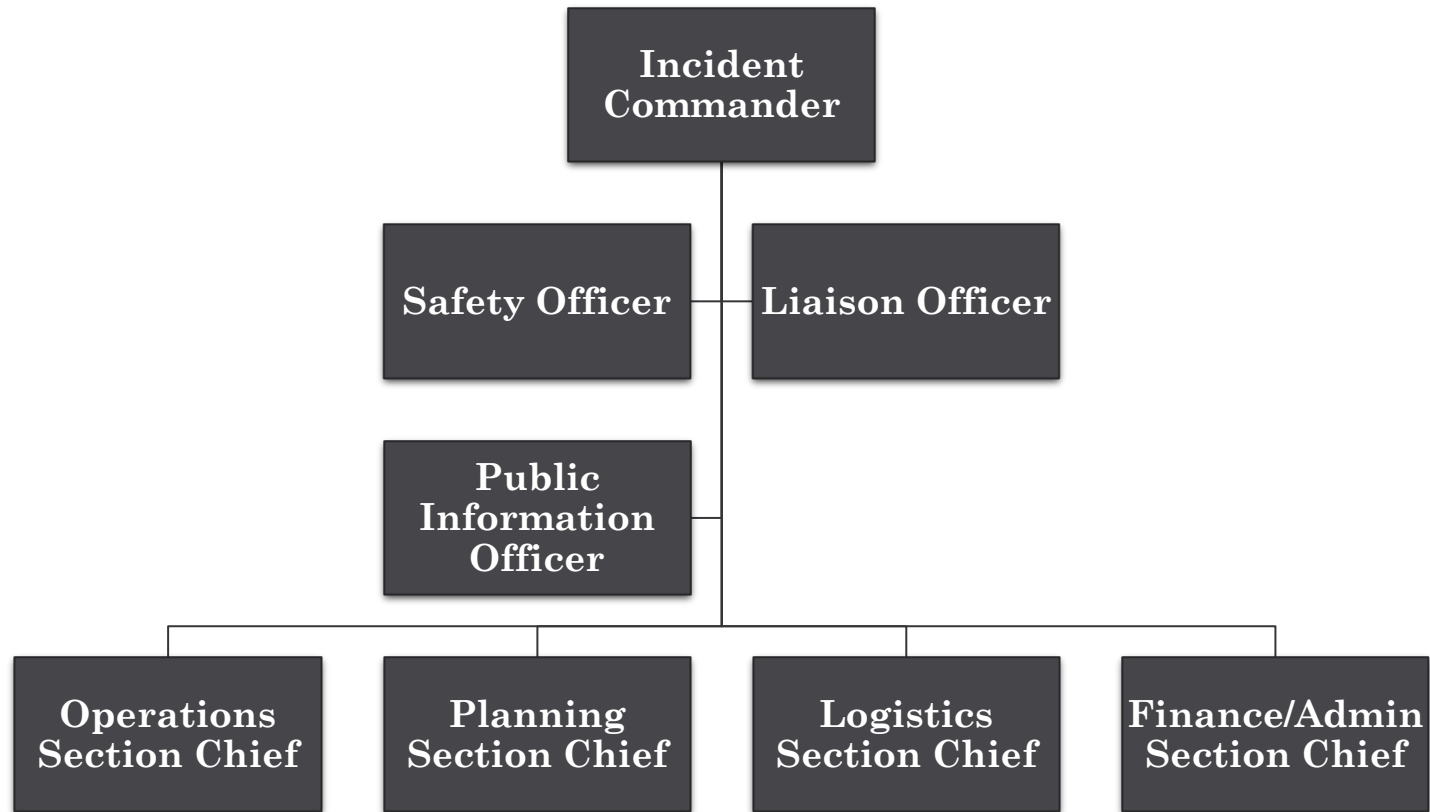 Incident
Commander
Safety Officer
Liaison Officer
Public
Information
Officer
Operations
Section Chief
Planning
Section Chief
Logistics
Section Chief
Finance/Admin
Section Chief